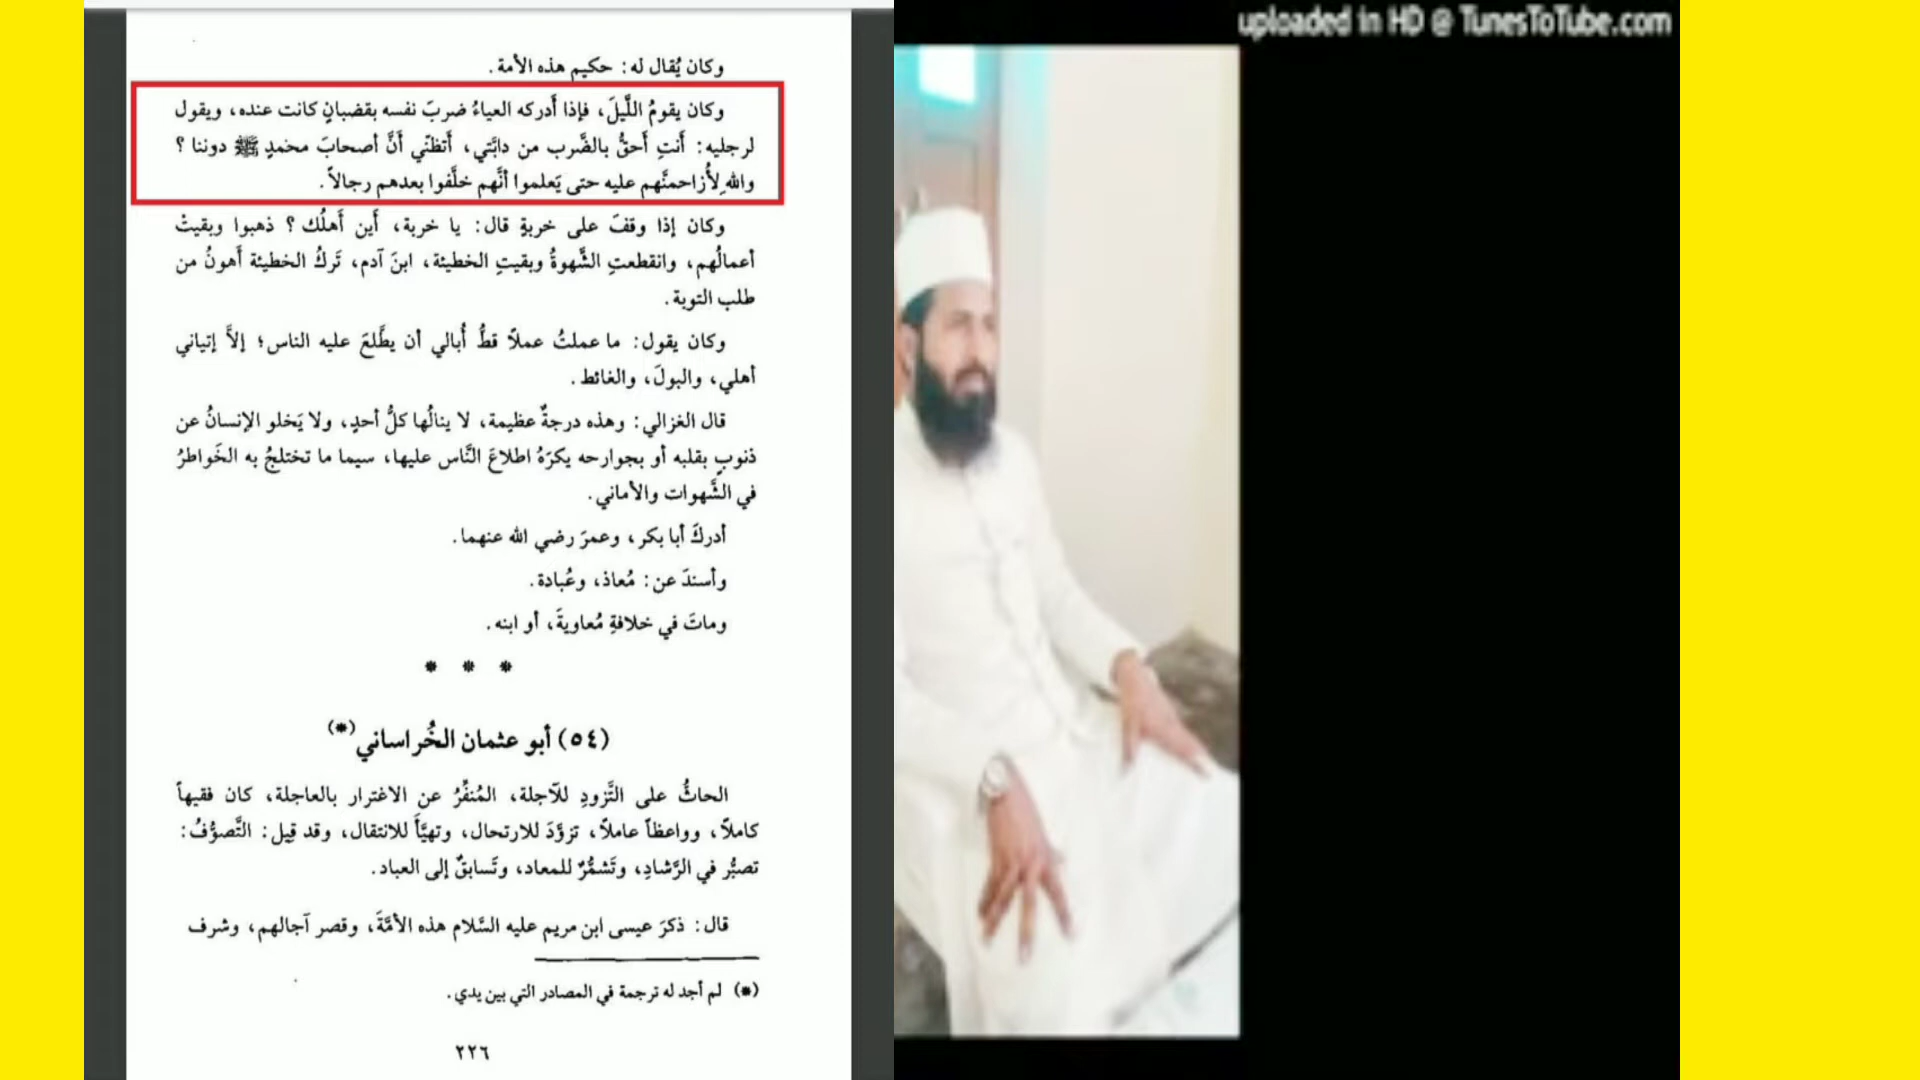 وكان يُقال له: حكيم هذه الأمة.
وكان يقومُ اللَّيلَ، فإذا أَدركه العياءُ ضربَ نفسه بقضبانٍ كانت عنده، ويقول
لرجليه: أَنتِ أَحقُّ بالضَّرب من دابَّتي، أَتظنّي أَنَّ أصحابَ محمدٍ ﷺ دوننا ؟
واللهِ لأُزاحمنَّهم عليه حتى يَعلموا أنَّهم خلَّفوا بعدهم رجالاً.
وكان إذا وقفَ على خربةٍ قال: يا خربة، أَين أَهلُك ؟ ذهبوا وبقيتْ
أعمالُهم، وانقطعتِ الشَّهوةُ وبقيتِ الخطيئة، ابنَ آدم، تَركُ الخطيئة أَهونُ من
طلب التوبة.
وكان يقول: ما عملتُ عملاً قطُّ أُبالي أن يطَّلعَ عليه الناس؛ إلاَّ إتياني
أهلي، والبولَ، والغائط.
قال الغزالي: وهذه درجةٌ عظيمة، لا ينالُها كلُّ أحدٍ، ولا يَخلو الإنسانُ عن
ذنوبٍ بقلبه أو بجوارحه يكرَهُ اطلاعَ النَّاس عليها، سيما ما تختلجُ به الخَواطرُ
في الشَّهوات والأماني.
أدركَ أبا بكر، وعمرَ رضي الله عنهما.
وأسندَ عن: مُعاذ، وعُبادة.
وماتَ في خلافةِ مُعاويةَ، أو ابنه.
* * *
(٥٤) أبو عثمان الخُراساني(*)
الحاثُّ على التَّزودِ للآجلة، المُنفِّرُ عن الاغترار بالعاجلة، كان فقيهاً
كاملاً، وواعظاً عاملاً، تزوَّدَ للارتحال، وتهيَّأَ للانتقال، وقد قِيل: التَّصوُّفُ:
تصبُّر في الرَّشادِ، وتَشمُّرٌ للمعاد، وتَسابقٌ إلى العباد.
قال: ذكرَ عيسى ابن مريم عليه السَّلام هذه الأمَّةَ، وقصر آجالهم، وشرف
(*) لم أجد له ترجمة في المصادر التي بين يدي.
٢٢٦
uploaded in HD @ TunesToTube.com